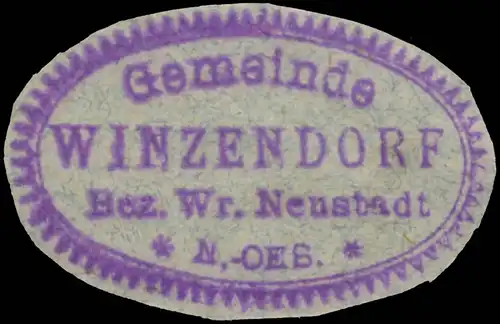 Gemeinde
WINZENDORF
Bez. Wr. Neustadt
* N.-OES. *